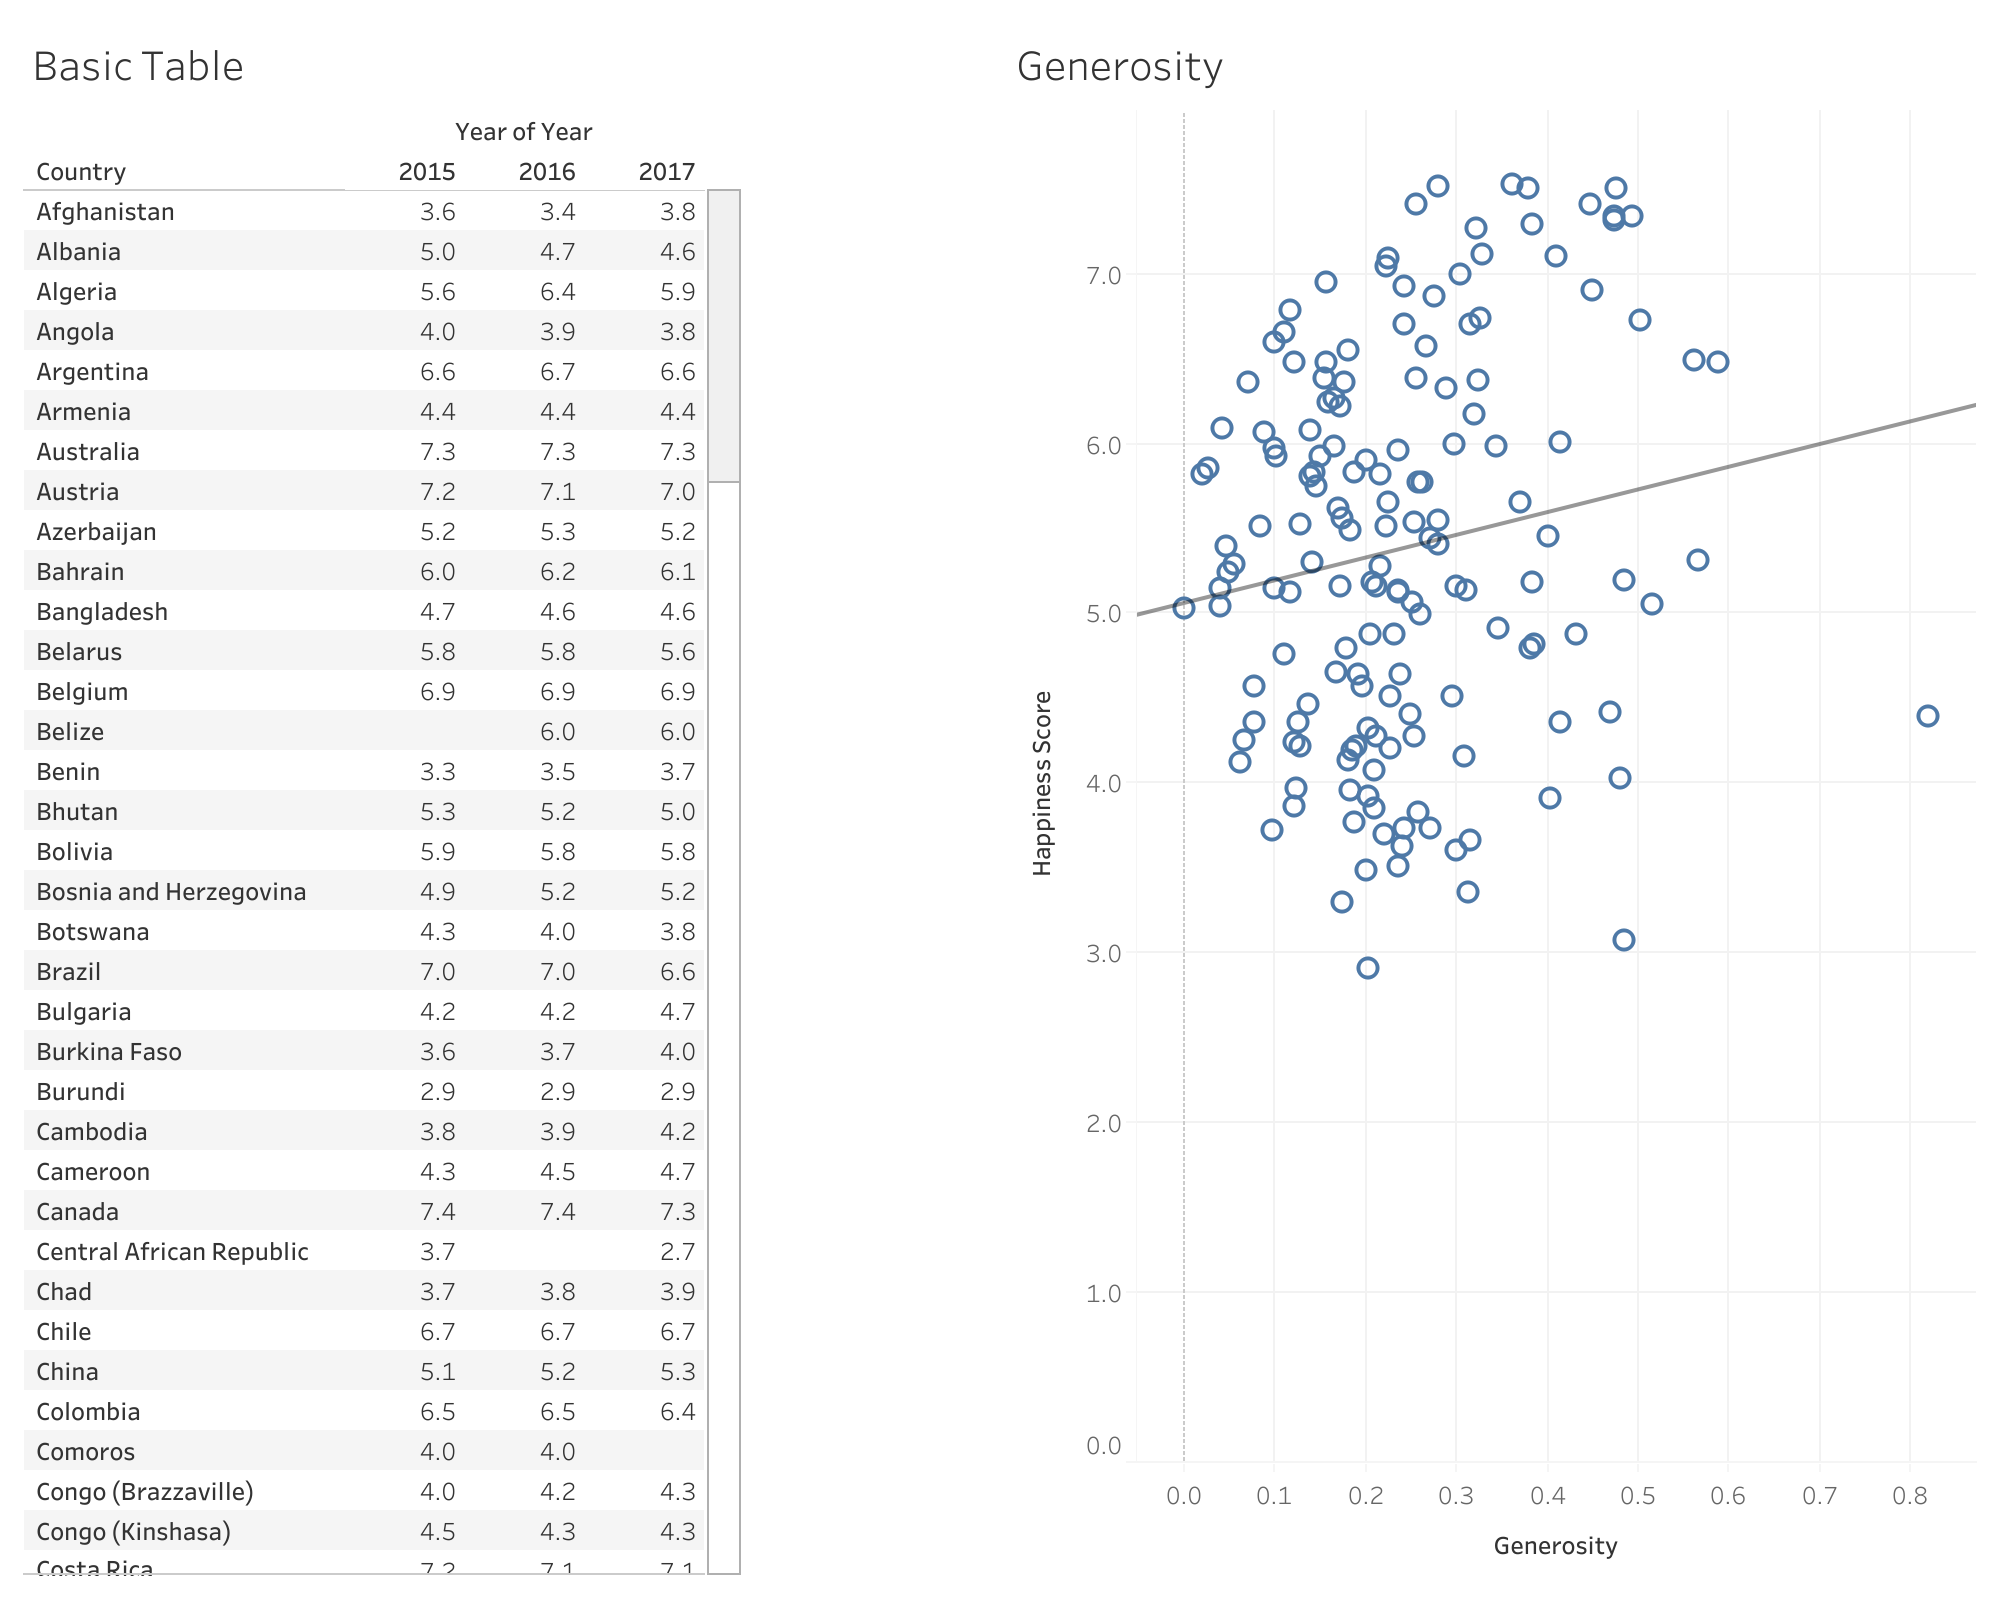 Basic Table
Year of Year
Country 2015 2016 2017
Afghanistan 3.6 3.4 3.8
Albania 5.0 4.7 4.6
Algeria 5.6 6.4 5.9
Angola 4.0 3.9 3.8
Argentina 6.6 6.7 6.6
Armenia 4.4 4.4 4.4
Australia 7.3 7.3 7.3
Austria 7.2 7.1 7.0
Azerbaijan 5.2 5.3 5.2
Bahrain 6.0 6.2 6.1
Bangladesh 4.7 4.6 4.6
Belarus 5.8 5.8 5.6
Belgium 6.9 6.9 6.9
Belize 6.0 6.0
Benin 3.3 3.5 3.7
Bhutan 5.3 5.2 5.0
Bolivia 5.9 5.8 5.8
Bosnia and Herzegovina 4.9 5.2 5.2
Botswana 4.3 4.0 3.8
Brazil 7.0 7.0 6.6
Bulgaria 4.2 4.2 4.7
Burkina Faso 3.6 3.7 4.0
Burundi 2.9 2.9 2.9
Cambodia 3.8 3.9 4.2
Cameroon 4.3 4.5 4.7
Canada 7.4 7.4 7.3
Central African Republic 3.7 2.7
Chad 3.7 3.8 3.9
Chile 6.7 6.7 6.7
China 5.1 5.2 5.3
Colombia 6.5 6.5 6.4
Comoros 4.0 4.0
Congo (Brazzaville) 4.0 4.2 4.3
Congo (Kinshasa) 4.5 4.3 4.3
Costa Rica 7.2 7.1 7.1
Generosity
Happiness Score
7.0
6.0
5.0
4.0
3.0
2.0
1.0
0.0
0.0 0.1 0.2 0.3 0.4 0.5 0.6 0.7 0.8
Generosity